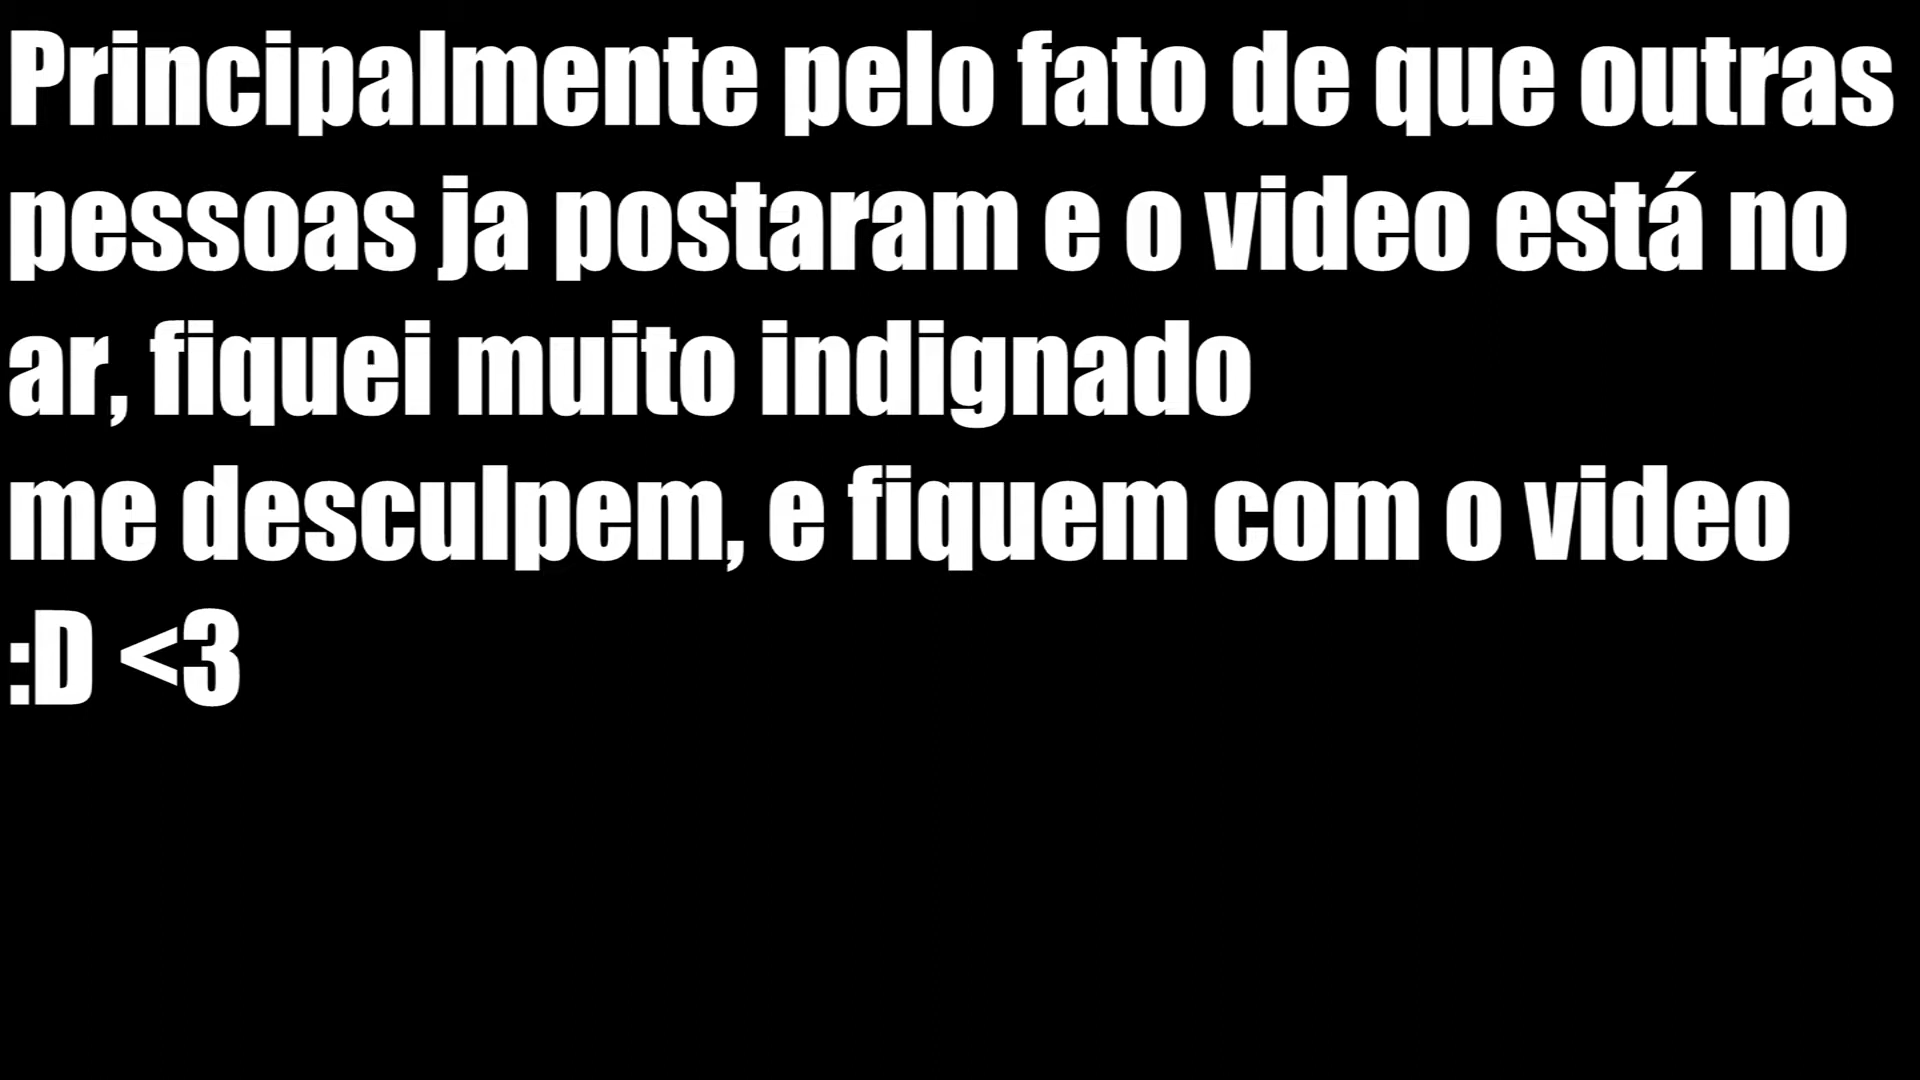 Principalmente pelo fato de que outras
pessoas ja postaram e o video está no
ar, fiquei muito indignado
me desculpem, e fiquem com o video
:D <3